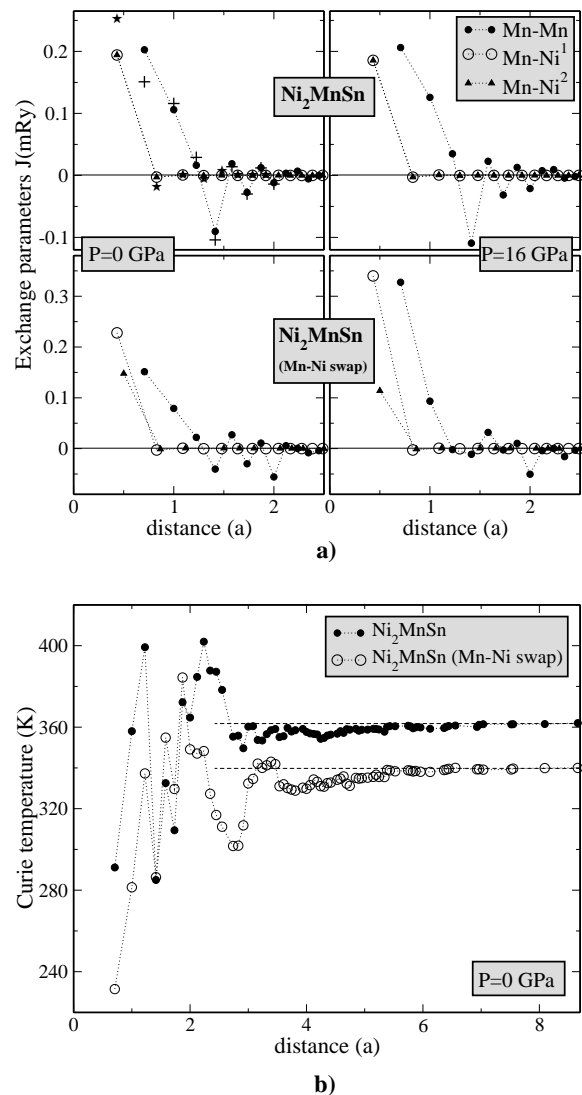 Exchange parameters J(mRy)
0.2
0.1
0
-0.1
Ni2MnSn
Mn-Mn
Mn-Ni1
Mn-Ni2
P=0 GPa
P=16 GPa
0.3
0.2
0.1
0
Ni2MnSn
(Mn-Ni swap)
0 1 2
0 1 2
distance (a) distance (a)
a)
Curie temperature (K)
400
360
320
280
240
Ni2MnSn
Ni2MnSn (Mn-Ni swap)
P=0 GPa
0 2 4 6 8
distance (a)
b)